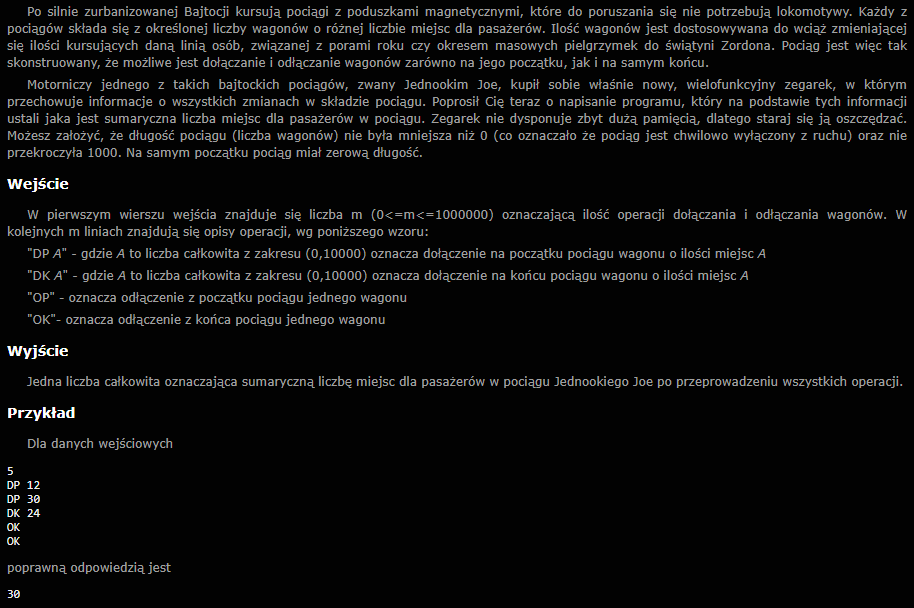 Po silnie zurbanizowanej Bajtocji kursują pociągi z poduszkami magnetycznymi, które do poruszania się nie potrzebują lokomotywy. Każdy z
pociągów składa się z określonej liczby wagonów o różnej liczbie miejsc dla pasażerów. Ilość wagonów jest dostosowywana do wciąż zmieniającej
się ilości kursujących daną linią osób, związanej z porami roku czy okresem masowych pielgrzymek do świątyni Zordona. Pociąg jest więc tak
skonstruowany, że możliwe jest dołączanie i odłączanie wagonów zarówno na jego początku, jak i na samym końcu.
Motorniczy jednego z takich bajtockich pociągów, zwany Jednookim Joe, kupił sobie właśnie nowy, wielofunkcyjny zegarek, w którym
przechowuje informacje o wszystkich zmianach w składzie pociągu. Poprosił Cię teraz o napisanie programu, który na podstawie tych informacji
ustali jaka jest sumaryczna liczba miejsc dla pasażerów w pociągu. Zegarek nie dysponuje zbyt dużą pamięcią, dlatego staraj się ją oszczędzać.
Możesz założyć, że długość pociągu (liczba wagonów) nie była mniejsza niż 0 (co oznaczało że pociąg jest chwilowo wyłączony z ruchu) oraz nie
przekroczyła 1000. Na samym początku pociąg miał zerową długość.
Wejście
W pierwszym wierszu wejścia znajduje się liczba m (0<=m<=1000000) oznaczającą ilość operacji dołączania i odłączania wagonów. W
kolejnych m liniach znajdują się opisy operacji, wg poniższego wzoru:
"DP A" - gdzie A to liczba całkowita z zakresu (0,10000) oznacza dołączenie na początku pociągu wagonu o ilości miejsc A
"DK A" - gdzie A to liczba całkowita z zakresu (0,10000) oznacza dołączenie na końcu pociągu wagonu o ilości miejsc A
"OP" - oznacza odłączenie z początku pociągu jednego wagonu
"OK"- oznacza odłączenie z końca pociągu jednego wagonu
Wyjście
Jedna liczba całkowita oznaczająca sumaryczną liczbę miejsc dla pasażerów w pociągu Jednookiego Joe po przeprowadzeniu wszystkich operacji.
Przykład
Dla danych wejściowych
5
DP 12
DP 30
DK 24
OK
OK
poprawną odpowiedzią jest
30